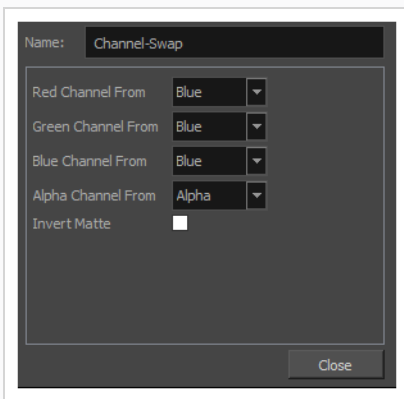 Name: Channel-Swap
Red Channel From Blue
Green Channel From Blue
Blue Channel From Blue
Alpha Channel From Alpha
Invert Matte
Close